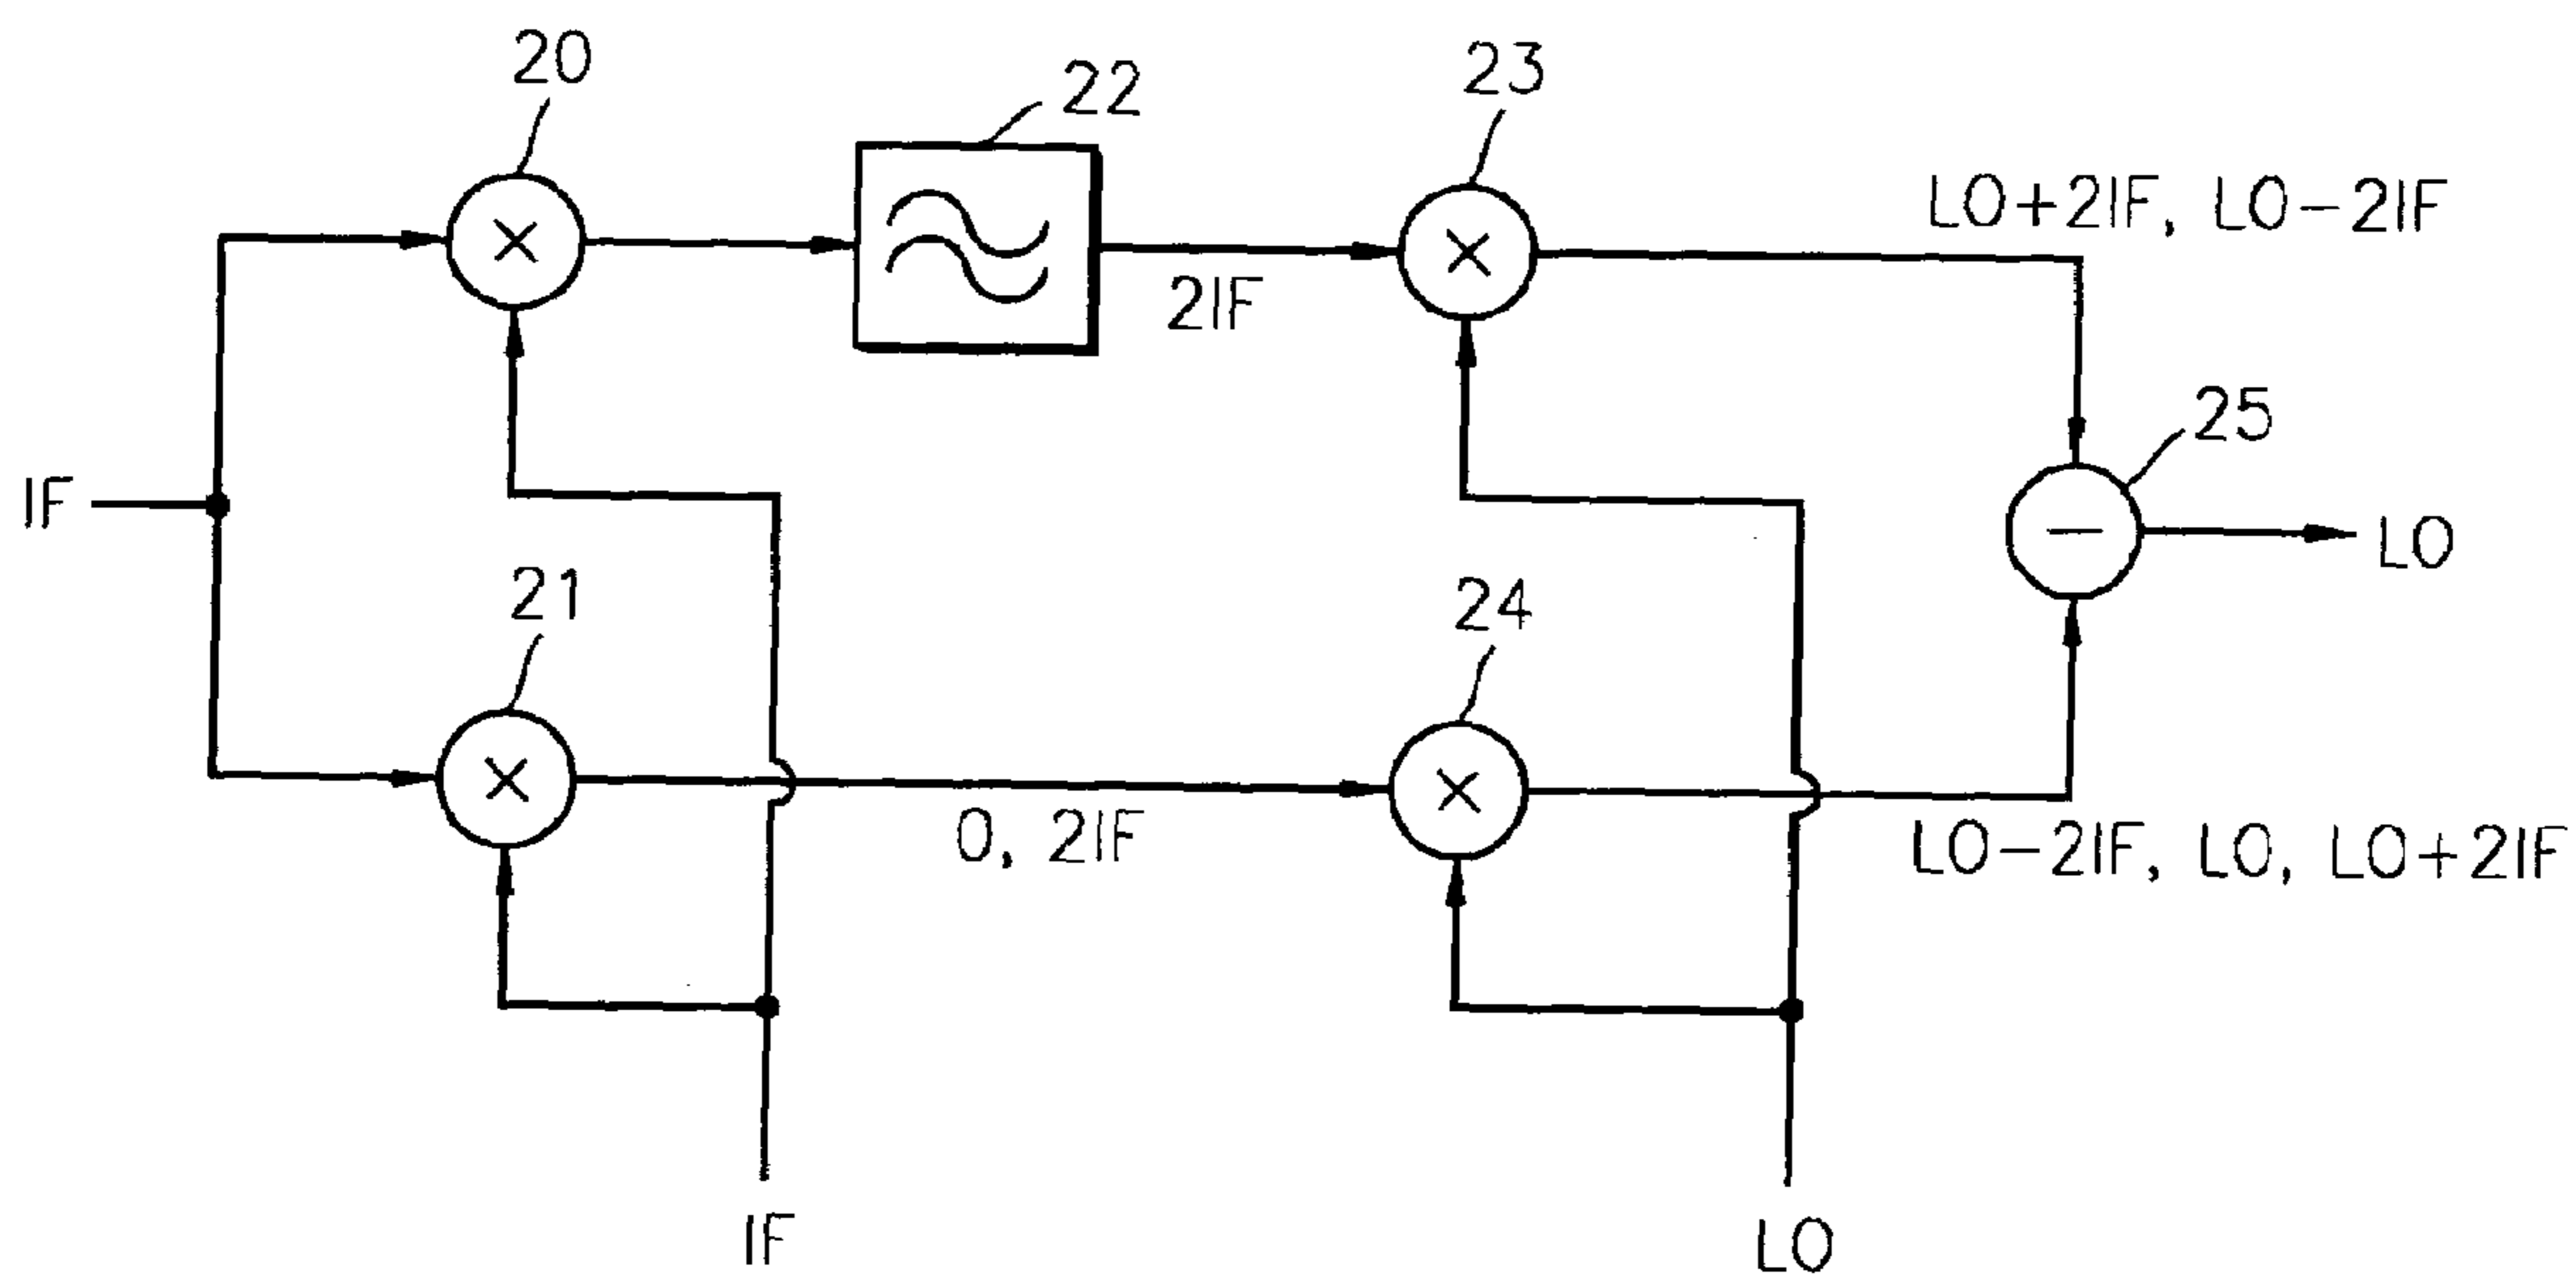 20
22
23
LO+2IF, LO-2IF
2IF
25
IF
LO
21
24
0, 2IF
LO-2IF, LO, LO+2IF
IF
LO